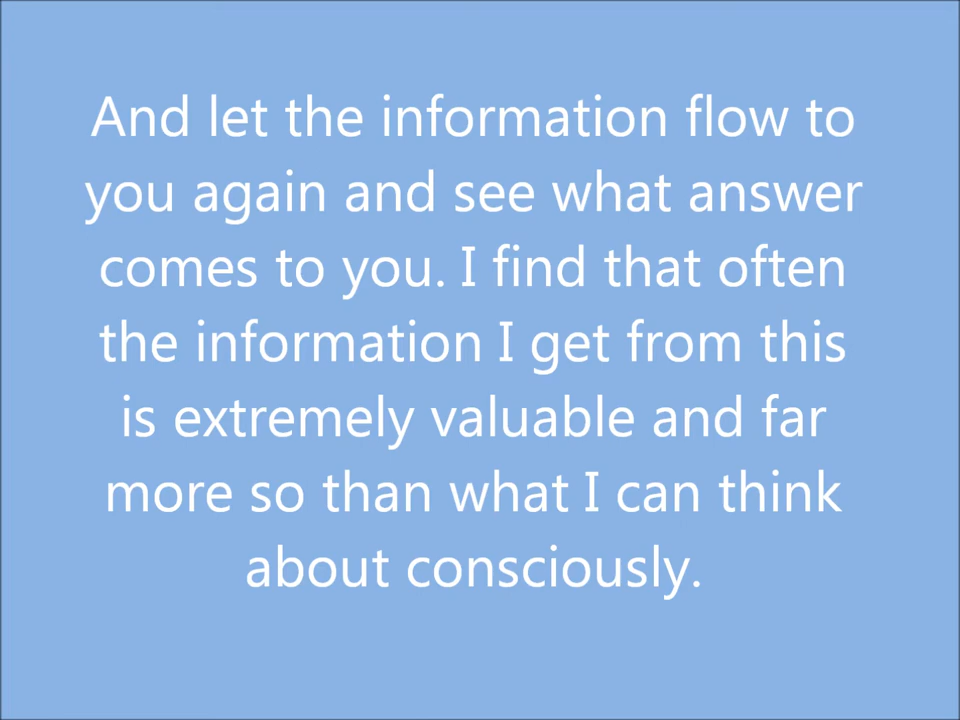 And let the information flow to
you again and see what answer
comes to you. I find that often
the information I get from this
is extremely valuable and far
more so than what I can think
about consciously.